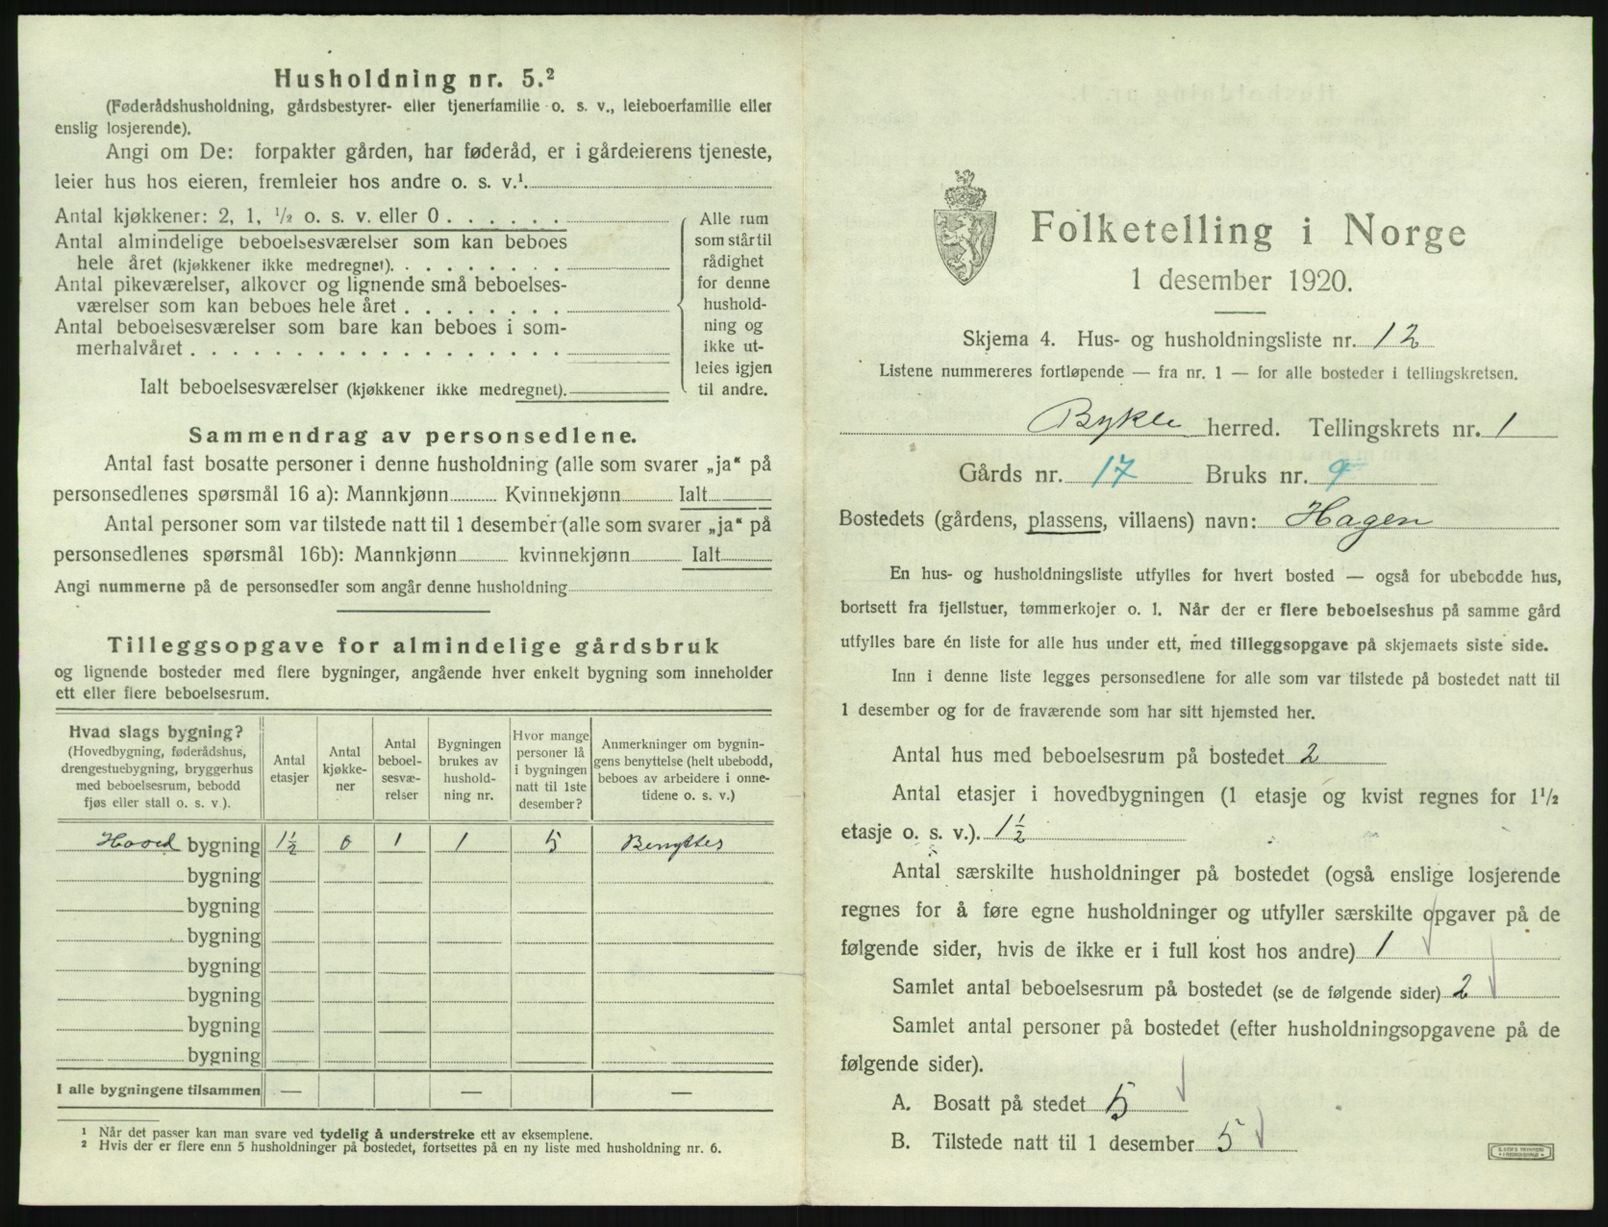 Husholdning nr. 5.²
(Føderådshusholdning, gårdsbestyrer- eller tjenerfamilie o. s. v., leieboerfamilie eller
enslig losjerende).
Angi om De: forpakter gården, har føderåd, er i gårdeierens tjeneste,
leier hus hos eieren, fremleier hos andre o. s. v.¹.
Antal kjøkkener: 2, 1, ½ o. s. v. eller 0 . . . . . .
Antal almindelige beboelsesværelser som kan beboes
hele året (kjøkkener ikke medregnet). . . . . . . . .
Antal pikeværelser, alkover og lignende små beboelses-
værelser som kan beboes hele året . . . . . . . .
Antal beboelsesværelser som bare kan beboes i som-
merhalvåret . . . . . . . . . . . . . . . . . .
Ialt beboelsesværelser (kjøkkener ikke medregnet).
Alle rum
som står til
rådighet
for denne
hushold-
ning og
ikke ut-
leies igjen
til andre.
Sammendrag av personsedlene.
Antal fast bosatte personer i denne husholdning (alle som svarer „ja“ på
personsedlenes spørsmål 16 a): Mannkjønn Kvinnekjønn Ialt
Antal personer som var tilstede natt til 1 desember (alle som svarer „ja“ på
personsedlenes spørsmål 16b): Mannkjønn kvinnekjønn Ialt
Angi nummerne på de personsedler som angår denne husholdning
Tilleggsopgave for almindelige gårdsbruk
og lignende bosteder med flere bygninger, angående hver enkelt bygning som inneholder
ett eller flere beboelsesrum.
Hvad slags bygning?
(Hovedbygning, føderådshus,
drengestuebygning, bryggerhus
med beboelsesrum, bebodd
fjøs eller stall o. s. v.).
Antal
etasjer
Antal
kjøkke-
ner
Antal
beboel-
sesvæ-
relser
Bygningen
brukes av
hushold-
ning nr.
Hvor mange
personer lå
i bygningen
natt til 1ste
desember?
Anmerkninger om bygnin-
gens benyttelse (helt ubebodd,
beboes av arbeidere i onne-
tidene o. s. v.)
Hoved bygning 1½ 0 1 1 5 Benyttes
bygning
bygning
bygning
bygning
bygning
bygning
bygning
I alle bygningene tilsammen — — —
¹ Når det passer kan man svare ved tydelig å understreke ett av eksemplene.
² Hvis der er flere enn 5 husholdninger på bostedet, fortsettes på en ny liste med husholdning nr. 6.
Folketelling i Norge
1 desember 1920.
Skjema 4. Hus- og husholdningsliste nr. 12
Listene nummereres fortløpende — fra nr. 1 — for alle bosteder i tellingskretsen.
Bykle herred. Tellingskrets nr. 1
Gårds nr. 17 Bruks nr. 9
Bostedets (gårdens, plassens, villaens) navn: Hagen
En hus- og husholdningsliste utfylles for hvert bosted — også for ubebodde hus,
bortsett fra fjellstuer, tømmerkojer o. l. Når der er flere beboelseshus på samme gård
utfylles bare én liste for alle hus under ett, med tilleggsopgave på skjemaets siste side.
Inn i denne liste legges personsedlene for alle som var tilstede på bostedet natt til
1 desember og for de fraværende som har sitt hjemsted her.
Antal hus med beboelsesrum på bostedet 2
Antal etasjer i hovedbygningen (1 etasje og kvist regnes for 1½
etasje o. s. v.). 1½
Antal særskilte husholdninger på bostedet (også enslige losjerende
regnes for å føre egne husholdninger og utfyller særskilte opgaver på de
følgende sider, hvis de ikke er i full kost hos andre) 1
Samlet antal beboelsesrum på bostedet (se de følgende sider) 2
Samlet antal personer på bostedet (efter husholdningsopgavene på de
følgende sider).
A. Bosatt på stedet 5
B. Tilstede natt til 1 desember 5